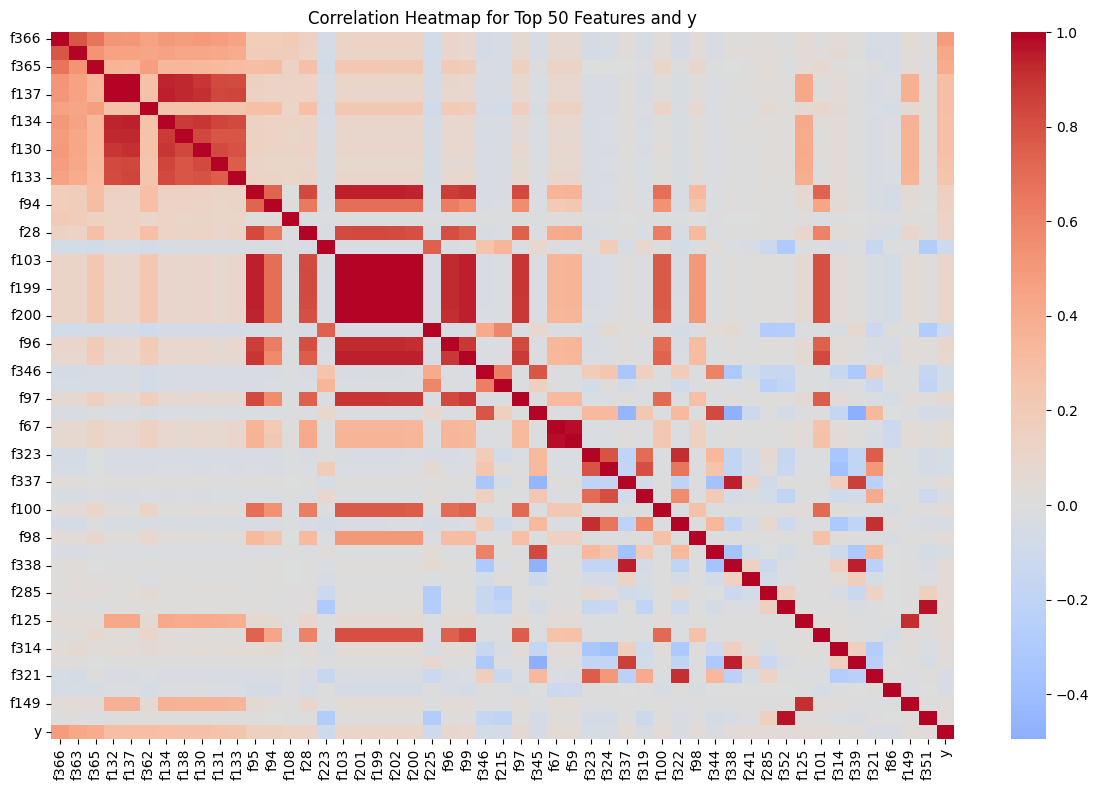 Correlation Heatmap for Top 50 Features and y
f366
f365
f137
f134
f130
f133
f94
f28
f103
f199
f200
f96
f346
f97
f67
f323
f337
f100
f98
f338
f285
f125
f314
f321
f149
y
f366 f363 f365 f132 f137 f362 f134 f138 f130 f131 f133 f95 f94 f108 f28 f223 f103 f201 f199 f202 f200 f225 f96 f99 f346 f215 f97 f345 f67 f59 f323 f324 f337 f319 f100 f322 f98 f344 f338 f241 f285 f352 f125 f101 f314 f339 f321 f86 f149 f351 y
1.0
0.8
0.6
0.4
0.2
0.0
−0.2
−0.4